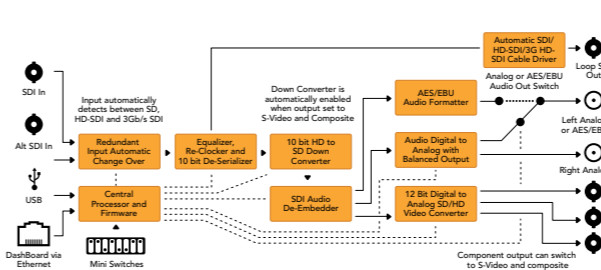 Automatic SDI/
HD-SDI/3G HD-
SDI Cable Driver
Loop S
Out
Analog or AES/EBU
Audio Out Switch
SDI In
Input automatically
detects between SD,
HD-SDI and 3Gb/s SDI
Down Converter is
automatically enabled
when output set to
S-Video and Composite
AES/EBU
Audio Formatter
Left Analo
or AES/EB
Alt SDI In
Redundant
Input Automatic
Change Over
Equalizer,
Re-Clocker and
10 bit De-Serializer
10 bit HD to
SD Down
Converter
Audio Digital to
Analog with
Balanced Output
Right Analo
USB
Central
Processor and
Firmware
SDI Audio
De-Embedder
12 Bit Digital to
Analog SD/HD
Video Converter
DashBoard via
Ethernet
Mini Switches
Component output can switch
to S-Video and composite